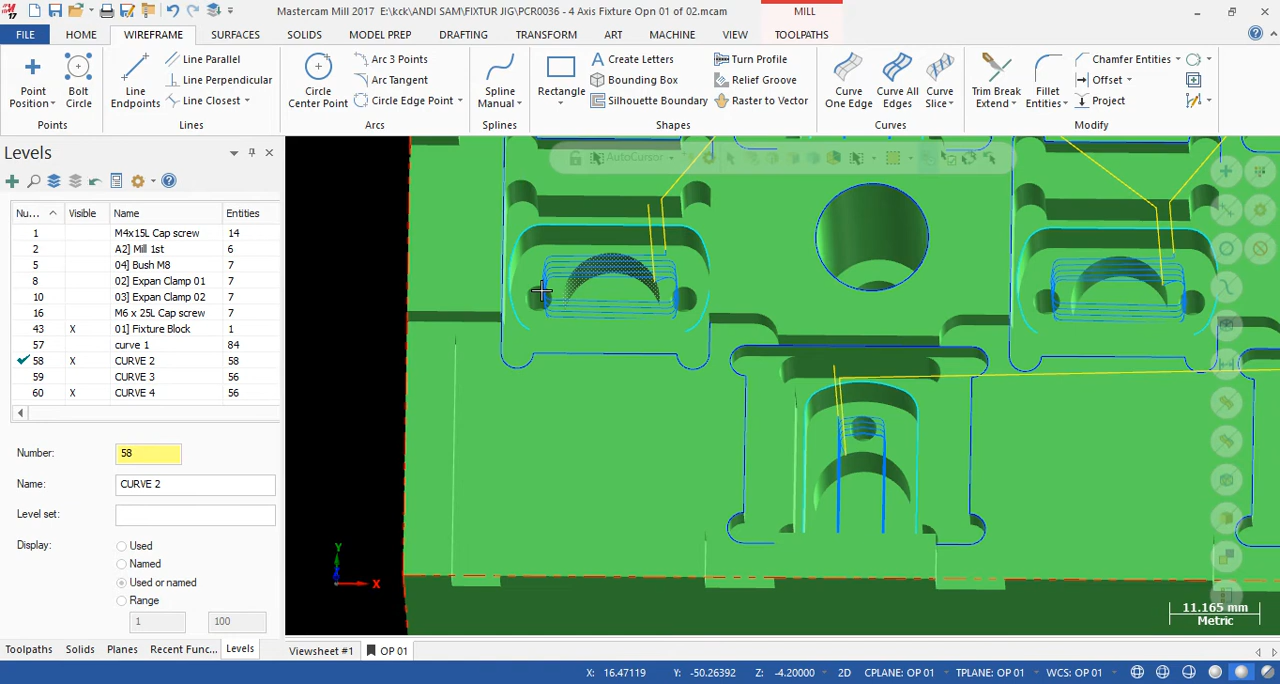 Mastercam Mill 2017 E:\kck\ANDI SAM\FIXTUR JIG\PCR0036 - 4 Axis Fixture Opn 01 of 02.mcam
MILL
17
FILE HOME WIREFRAME SURFACES SOLIDS MODEL PREP DRAFTING TRANSFORM ART MACHINE VIEW TOOLPATHS
Point Position
Bolt Circle
Points
Line Endpoints
Line Parallel
Line Perpendicular
Line Closest
Lines
Circle Center Point
Arc 3 Points
Arc Tangent
Circle Edge Point
Arcs
Spline Manual
Splines
Rectangle
Create Letters
Bounding Box
Silhouette Boundary
Turn Profile
Relief Groove
Raster to Vector
Shapes
Curve One Edge
Curve All Edges
Curve Slice
Curves
Trim Break Extend
Fillet Entities
Chamfer Entities
Offset
Project
Modify
Levels
AutoCursor
Nu... Visible Name Entities
1 M4x15L Cap screw 14
2 A2] Mill 1st 6
5 04] Bush M8 7
8 02] Expan Clamp 01 7
10 03] Expan Clamp 02 7
16 M6 x 25L Cap screw 7
43 X 01] Fixture Block 1
57 curve 1 84
58 X CURVE 2 58
59 CURVE 3 56
60 X CURVE 4 56
Number: 58
Name: CURVE 2
Level set:
Display: Used
Named
Used or named
Range
1 100
Y
X
11.165 mm
Metric
Toolpaths Solids Planes Recent Func... Levels
Viewsheet #1 OP 01
X: 16.47119 Y: -50.26392 Z: -4.20000 2D CPLANE: OP 01 TPLANE: OP 01 WCS: OP 01